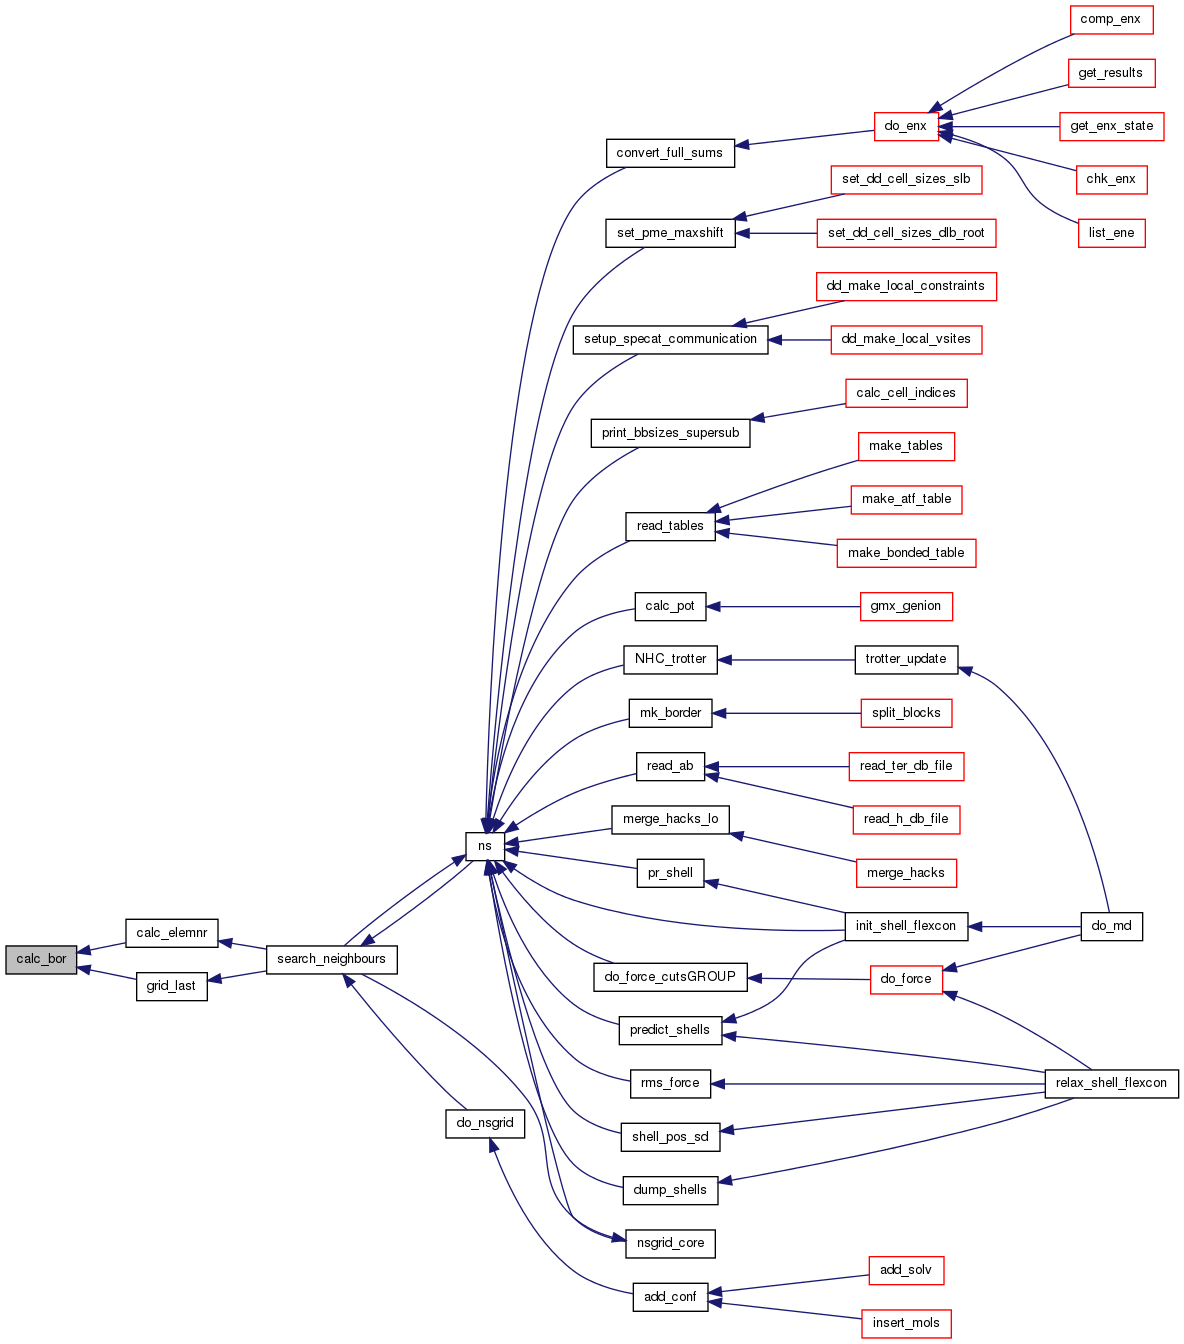 comp_enx
get_results
do_enx
get_enx_state
convert_full_sums
chk_enx
set_dd_cell_sizes_slb
set_pme_maxshift
set_dd_cell_sizes_dlb_root
list_ene
dd_make_local_constraints
setup_specat_communication
dd_make_local_vsites
calc_cell_indices
print_bbsizes_supersub
make_tables
make_atf_table
read_tables
make_bonded_table
calc_pot
gmx_genion
NHC_trotter
trotter_update
mk_border
split_blocks
read_ab
read_ter_db_file
merge_hacks_lo
read_h_db_file
ns
pr_shell
merge_hacks
calc_elemnr
init_shell_flexcon
do_md
calc_bor
search_neighbours
grid_last
do_force_cutsGROUP
do_force
predict_shells
rms_force
relax_shell_flexcon
do_nsgrid
shell_pos_sd
dump_shells
nsgrid_core
add_conf
add_solv
insert_mols